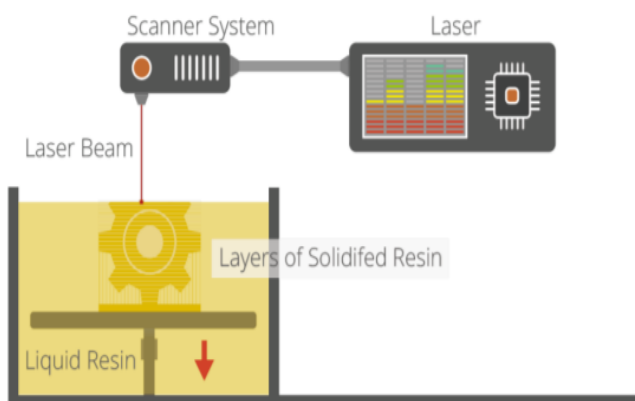 Scanner System
Laser
Laser Beam
Layers of Solidifed Resin
Liquid Resin